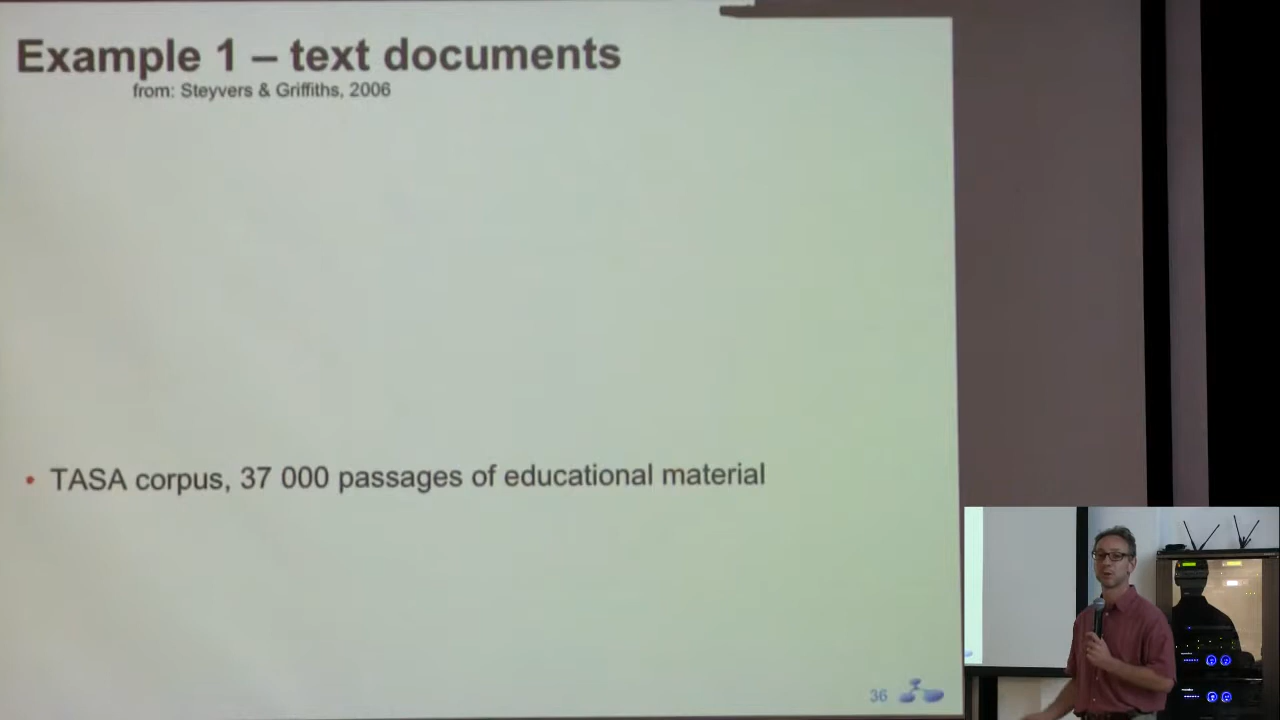 Example 1 – text documents
from: Steyvers & Griffiths, 2006
• TASA corpus, 37 000 passages of educational material
36